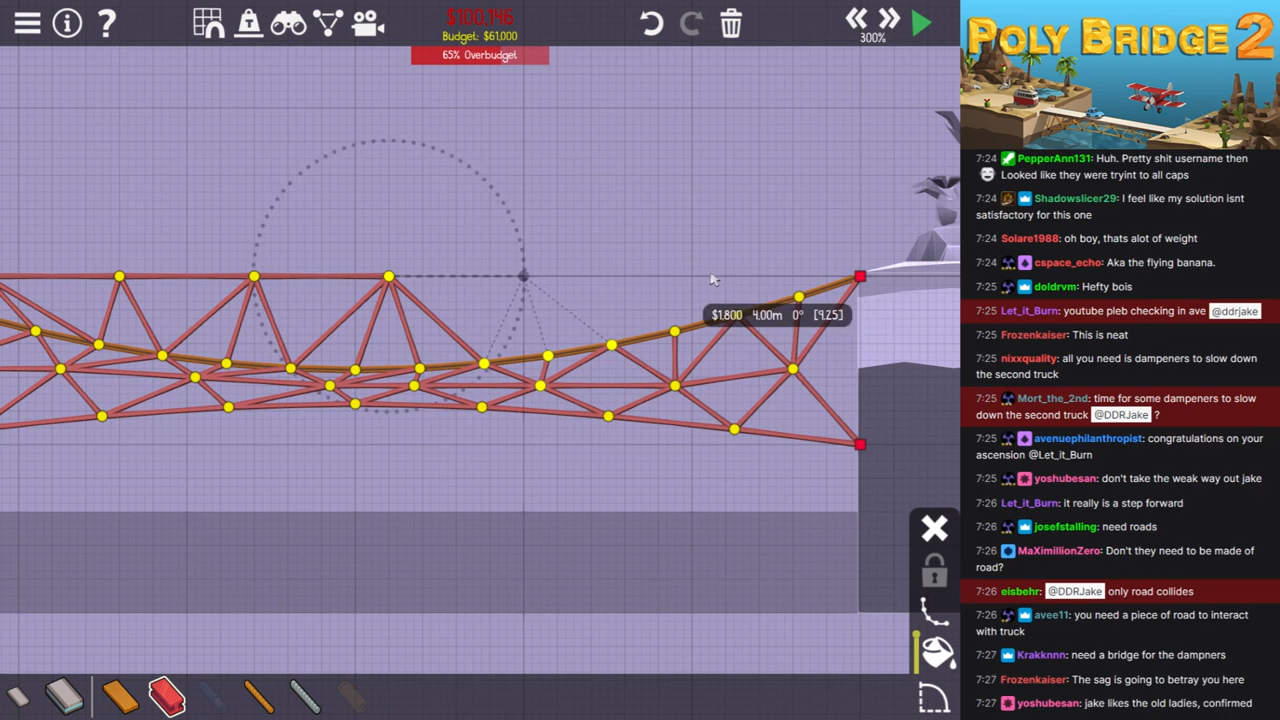 $100,146
Budget: $61,000
65% Overbudget
300%
$1,800 4.00m 0° [9.25]
POLY BRIDGE 2
7:24 PepperAnn131: Huh. Pretty shit username then
Looked like they were tryint to all caps
7:24 Shadowslicer29: I feel like my solution isnt
satisfactory for this one
7:24 Solare1988: oh boy, thats alot of weight
7:24 cspace_echo: Aka the flying banana.
7:25 doldrvm: Hefty bois
7:25 Let_it_Burn: youtube pleb checking in ave @ddrjake
7:25 Frozenkaiser: This is neat
7:25 nixxquality: all you need is dampeners to slow down
the second truck
7:25 Mort_the_2nd: time for some dampeners to slow
down the second truck @DDRJake ?
7:25 avenuephilanthropist: congratulations on your
ascension @Let_it_Burn
7:25 yoshubesan: don't take the weak way out jake
7:26 Let_it_Burn: it really is a step forward
7:26 josefstalling: need roads
7:26 MaXimillionZero: Don't they need to be made of
road?
7:26 eisbehr: @DDRJake only road collides
7:26 avee11: you need a piece of road to interact
with truck
7:27 Krakknnn: need a bridge for the dampners
7:27 Frozenkaiser: The sag is going to betray you here
7:27 yoshubesan: jake likes the old ladies, confirmed